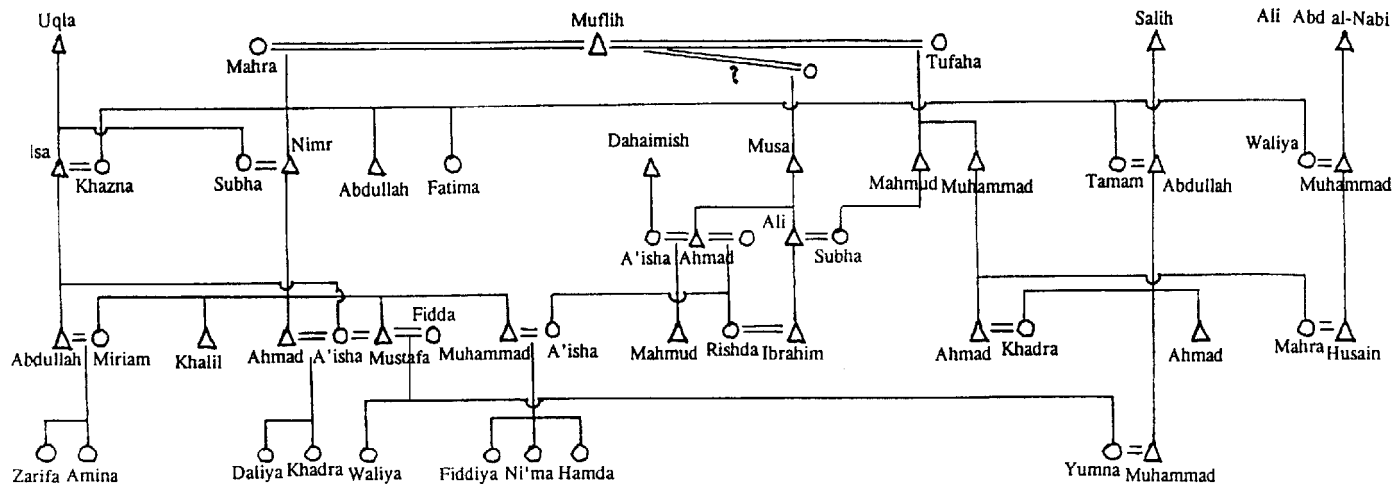 Uqla
Muflih
Salih
Ali Abd al-Nabi
Mahra
Tufaha
?
Isa
Khazna
Subha
Nimr
Abdullah
Fatima
Dahaimish
Musa
Mahmud
Muhammad
Tamam
Abdullah
Waliya
Muhammad
A'isha
Ahmad
Ali
Subha
Abdullah
Miriam
Khalil
Ahmad
A'isha
Mustafa
Fidda
Muhammad
A'isha
Mahmud
Rishda
Ibrahim
Ahmad
Khadra
Ahmad
Mahra
Husain
Zarifa
Amina
Daliya
Khadra
Waliya
Fiddiya
Ni'ma
Hamda
Yumna
Muhammad